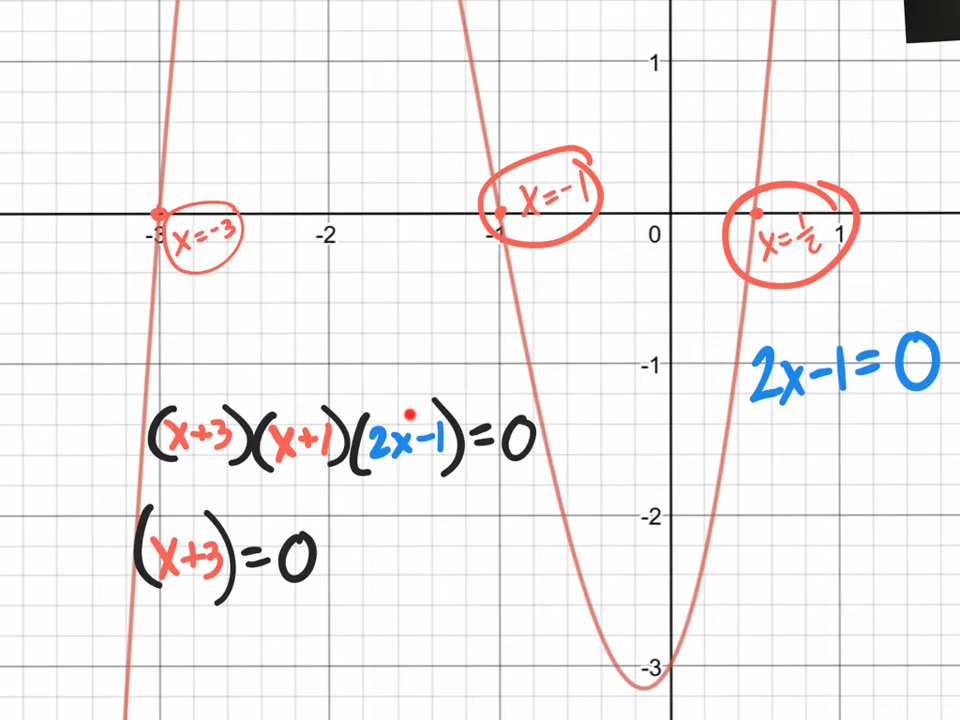 1
-3
-2
-1
0
1
x=-3
x=-1
x=½
-1
2x-1=0
(x+3)(x+1)(2x-1)=0
-2
(x+3)=0
-3